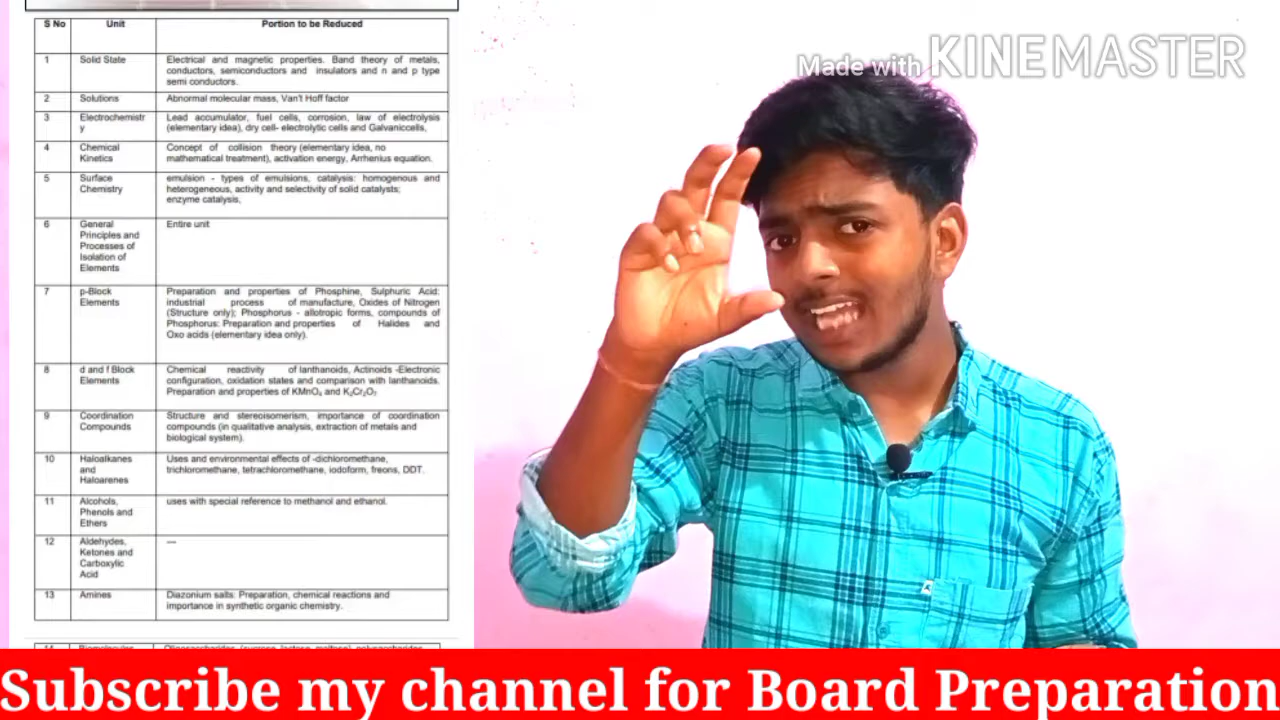 S No Unit Portion to be Reduced
1 Solid State Electrical and magnetic properties. Band theory of metals,
conductors, semiconductors and insulators and n and p type
semi conductors.
2 Solutions Abnormal molecular mass, Van't Hoff factor
3 Electrochemistr Lead accumulator, fuel cells, corrosion, law of electrolysis
y (elementary idea), dry cell- electrolytic cells and Galvaniccells,
4 Chemical Concept of collision theory (elementary idea, no
Kinetics mathematical treatment), activation energy, Arrhenius equation.
5 Surface emulsion - types of emulsions, catalysis: homogenous and
Chemistry heterogeneous, activity and selectivity of solid catalysts;
enzyme catalysis,
6 General Entire unit
Principles and
Processes of
Isolation of
Elements
7 p-Block Preparation and properties of Phosphine, Sulphuric Acid:
Elements industrial process of manufacture, Oxides of Nitrogen
(Structure only); Phosphorus - allotropic forms, compounds of
Phosphorus: Preparation and properties of Halides and
Oxo acids (elementary idea only).
8 d and f Block Chemical reactivity of lanthanoids, Actinoids -Electronic
Elements configuration, oxidation states and comparison with lanthanoids.
Preparation and properties of KMnO₄ and K₂Cr₂O₇
9 Coordination Structure and stereoisomerism, importance of coordination
Compounds compounds (in qualitative analysis, extraction of metals and
biological system).
10 Haloalkanes Uses and environmental effects of -dichloromethane,
and trichloromethane, tetrachloromethane, iodoform, freons, DDT.
Haloarenes
11 Alcohols, uses with special reference to methanol and ethanol.
Phenols and
Ethers
12 Aldehydes, ---
Ketones and
Carboxylic
Acid
13 Amines Diazonium salts: Preparation, chemical reactions and
importance in synthetic organic chemistry.
14 Biomolecules Oligosaccharides (sucrose, lactose, maltose), polysaccharides
Made with KINEMASTER
Subscribe my channel for Board Preparation